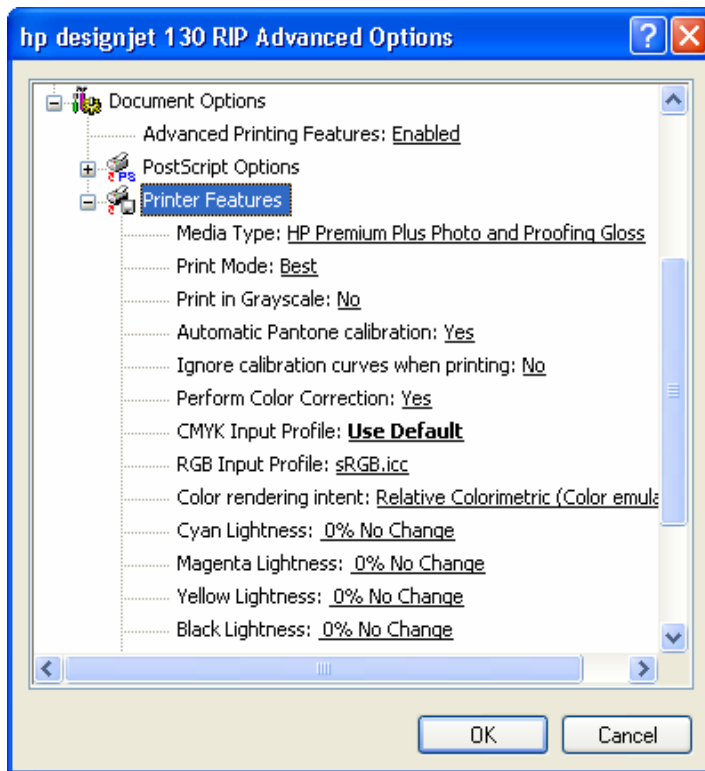 hp designjet 130 RIP Advanced Options
Document Options
Advanced Printing Features: Enabled
PostScript Options
Printer Features
Media Type: HP Premium Plus Photo and Proofing Gloss
Print Mode: Best
Print in Grayscale: No
Automatic Pantone calibration: Yes
Ignore calibration curves when printing: No
Perform Color Correction: Yes
CMYK Input Profile: Use Default
RGB Input Profile: sRGB.icc
Color rendering intent: Relative Colorimetric (Color emula
Cyan Lightness: 0% No Change
Magenta Lightness: 0% No Change
Yellow Lightness: 0% No Change
Black Lightness: 0% No Change
OK Cancel